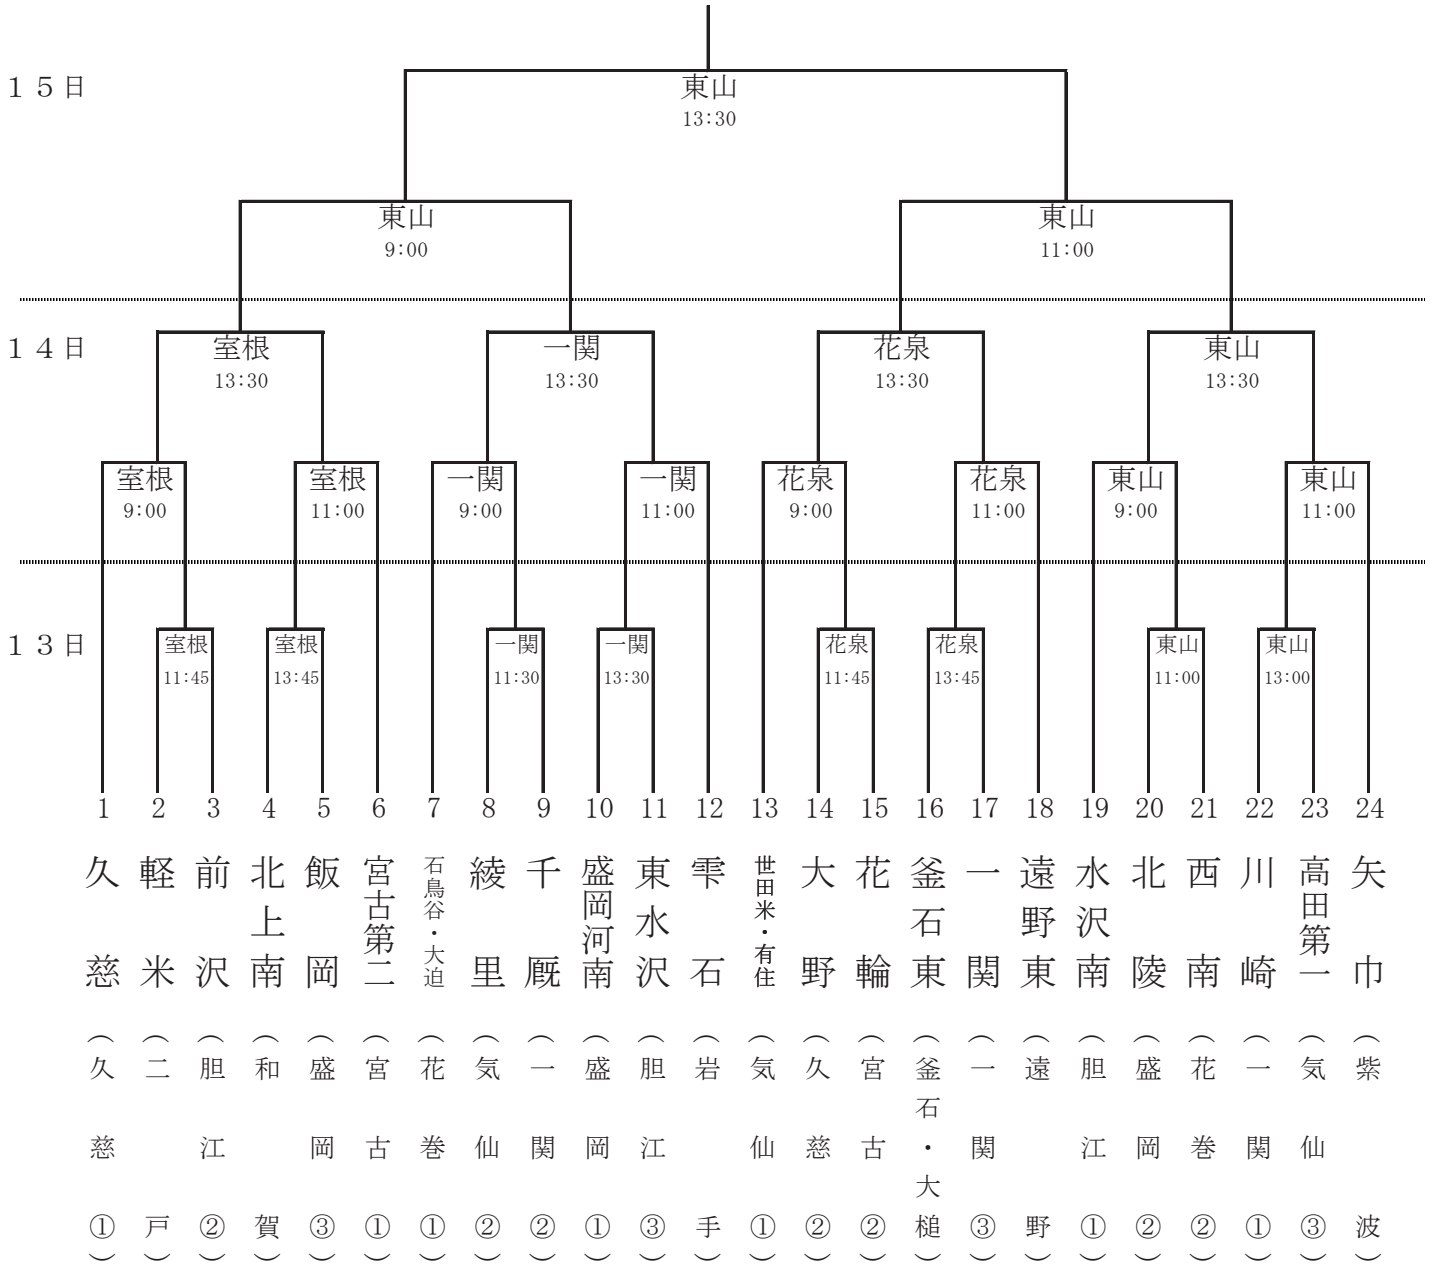 １５日
東山
13:30
東山
9:00
東山
11:00
１４日
室根
13:30
一関
13:30
花泉
13:30
東山
13:30
室根
9:00
室根
11:00
一関
9:00
一関
11:00
花泉
9:00
花泉
11:00
東山
9:00
東山
11:00
１３日
室根
11:45
室根
13:45
一関
11:30
一関
13:30
花泉
11:45
花泉
13:45
東山
11:00
東山
13:00
1 久慈（久慈①）
2 軽米（二戸）
3 前沢（胆江②）
4 北上南（和賀）
5 飯岡（盛岡③）
6 宮古第二（宮古①）
7 石鳥谷・大迫（花巻①）
8 綾里（気仙②）
9 千厩（一関②）
10 盛岡河南（盛岡①）
11 東水沢（胆江③）
12 雫石（岩手）
13 世田米・有住（気仙①）
14 大野（久慈②）
15 花輪（宮古②）
16 釜石東（釜石・大槌）
17 一関（一関③）
18 遠野東（遠野）
19 水沢南（胆江①）
20 北陵（盛岡②）
21 西南（花巻②）
22 川崎（一関①）
23 高田第一（気仙③）
24 矢巾（紫波）